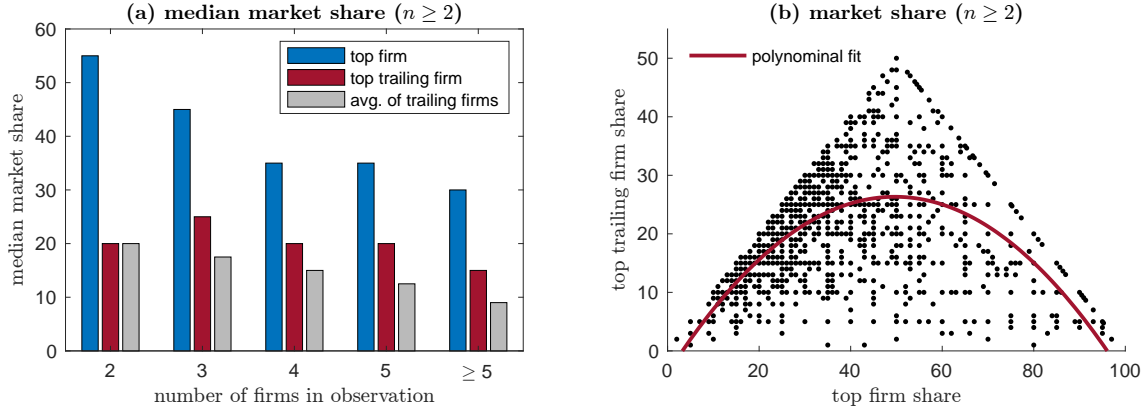 (a) median market share (n ≥ 2)
60
50
40
30
20
10
0
median market share
top firm
top trailing firm
avg. of trailing firms
2
3
4
5
≥ 5
number of firms in observation
(b) market share (n ≥ 2)
50
40
30
20
10
0
top trailing firm share
polynominal fit
0
20
40
60
80
100
top firm share